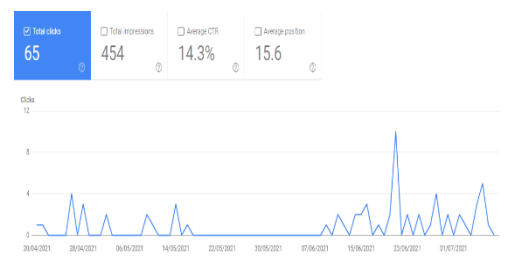 Total clicks
65
Total impressions
454
Average CTR
14.3%
Average position
15.6
Clicks
12
8
4
0
20/04/2021 28/04/2021 06/05/2021 14/05/2021 22/05/2021 30/05/2021 07/06/2021 15/06/2021 23/06/2021 01/07/2021